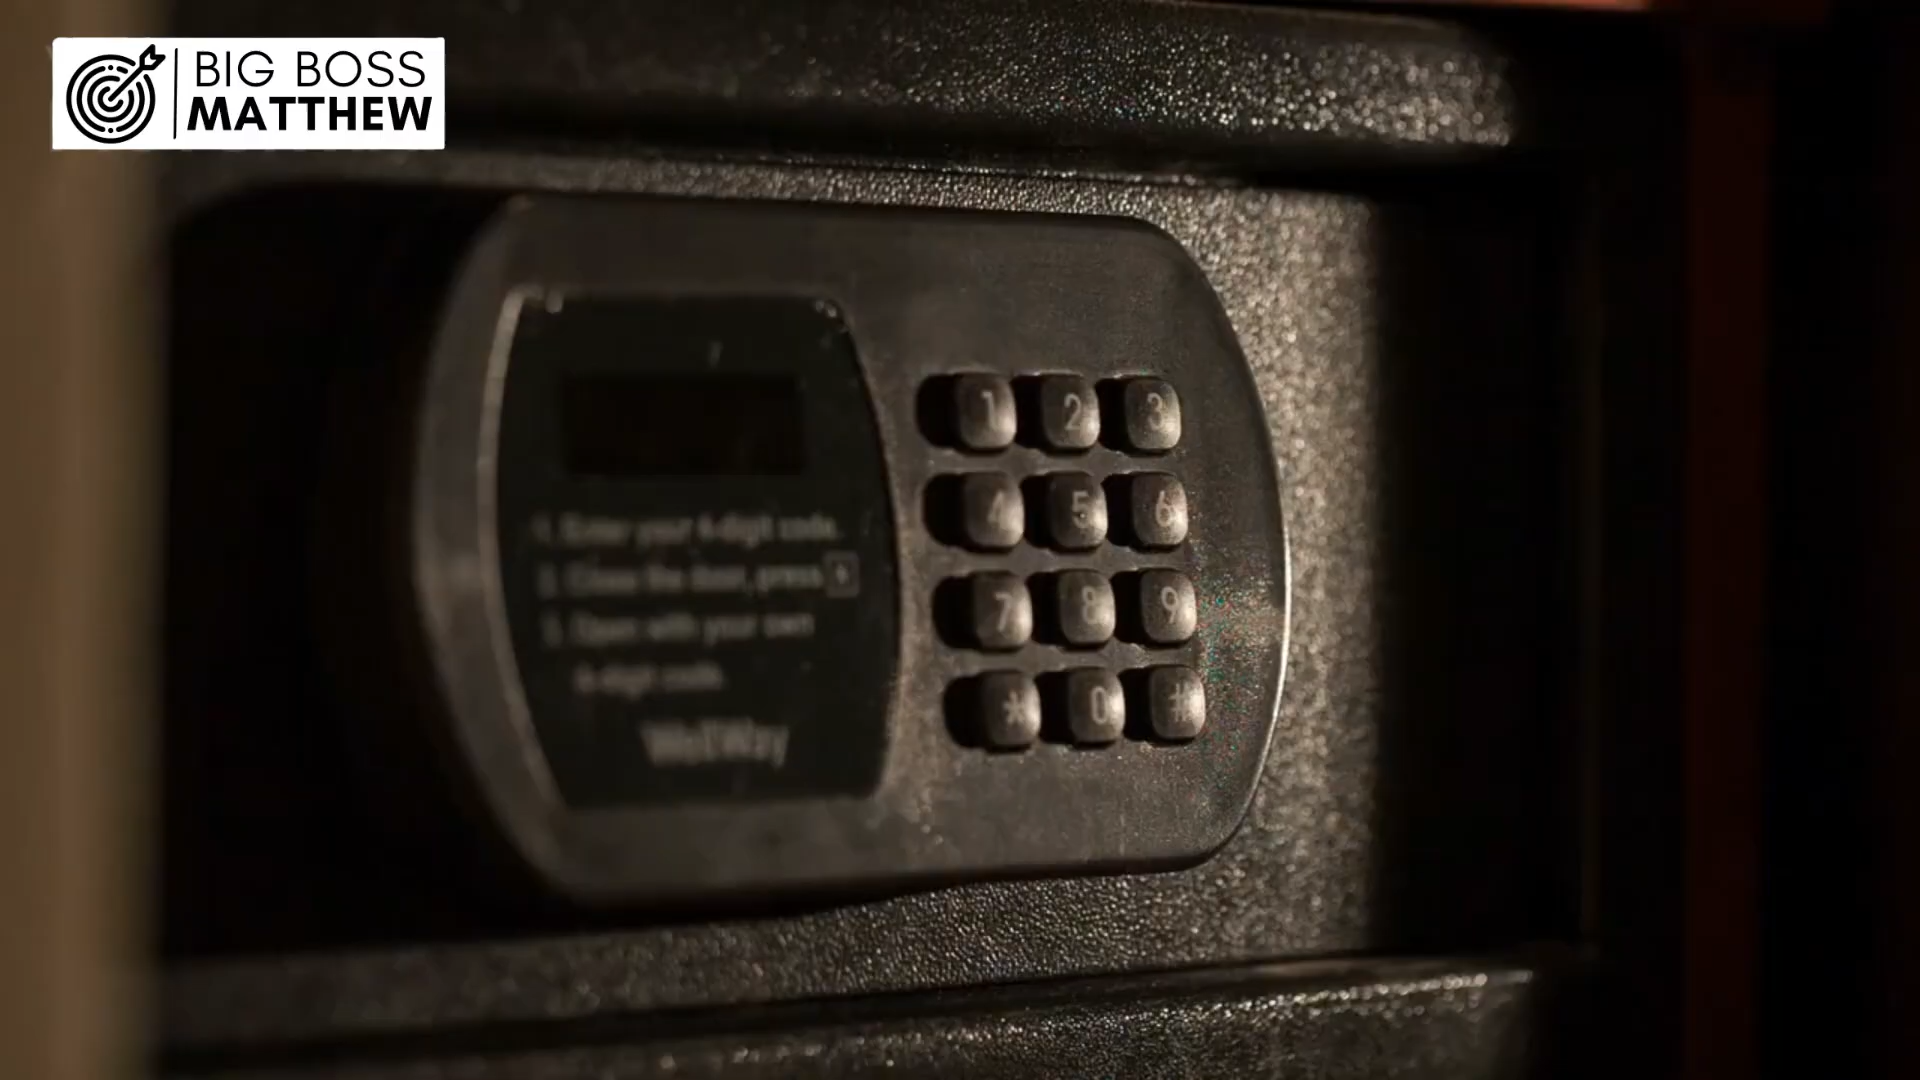 BIG BOSS
MATTHEW
1 2 3
4 5 6
7 8 9
* 0 #
1. Enter your 4-digit code.
2. Close the door, press
3. Open with your own
4-digit code.